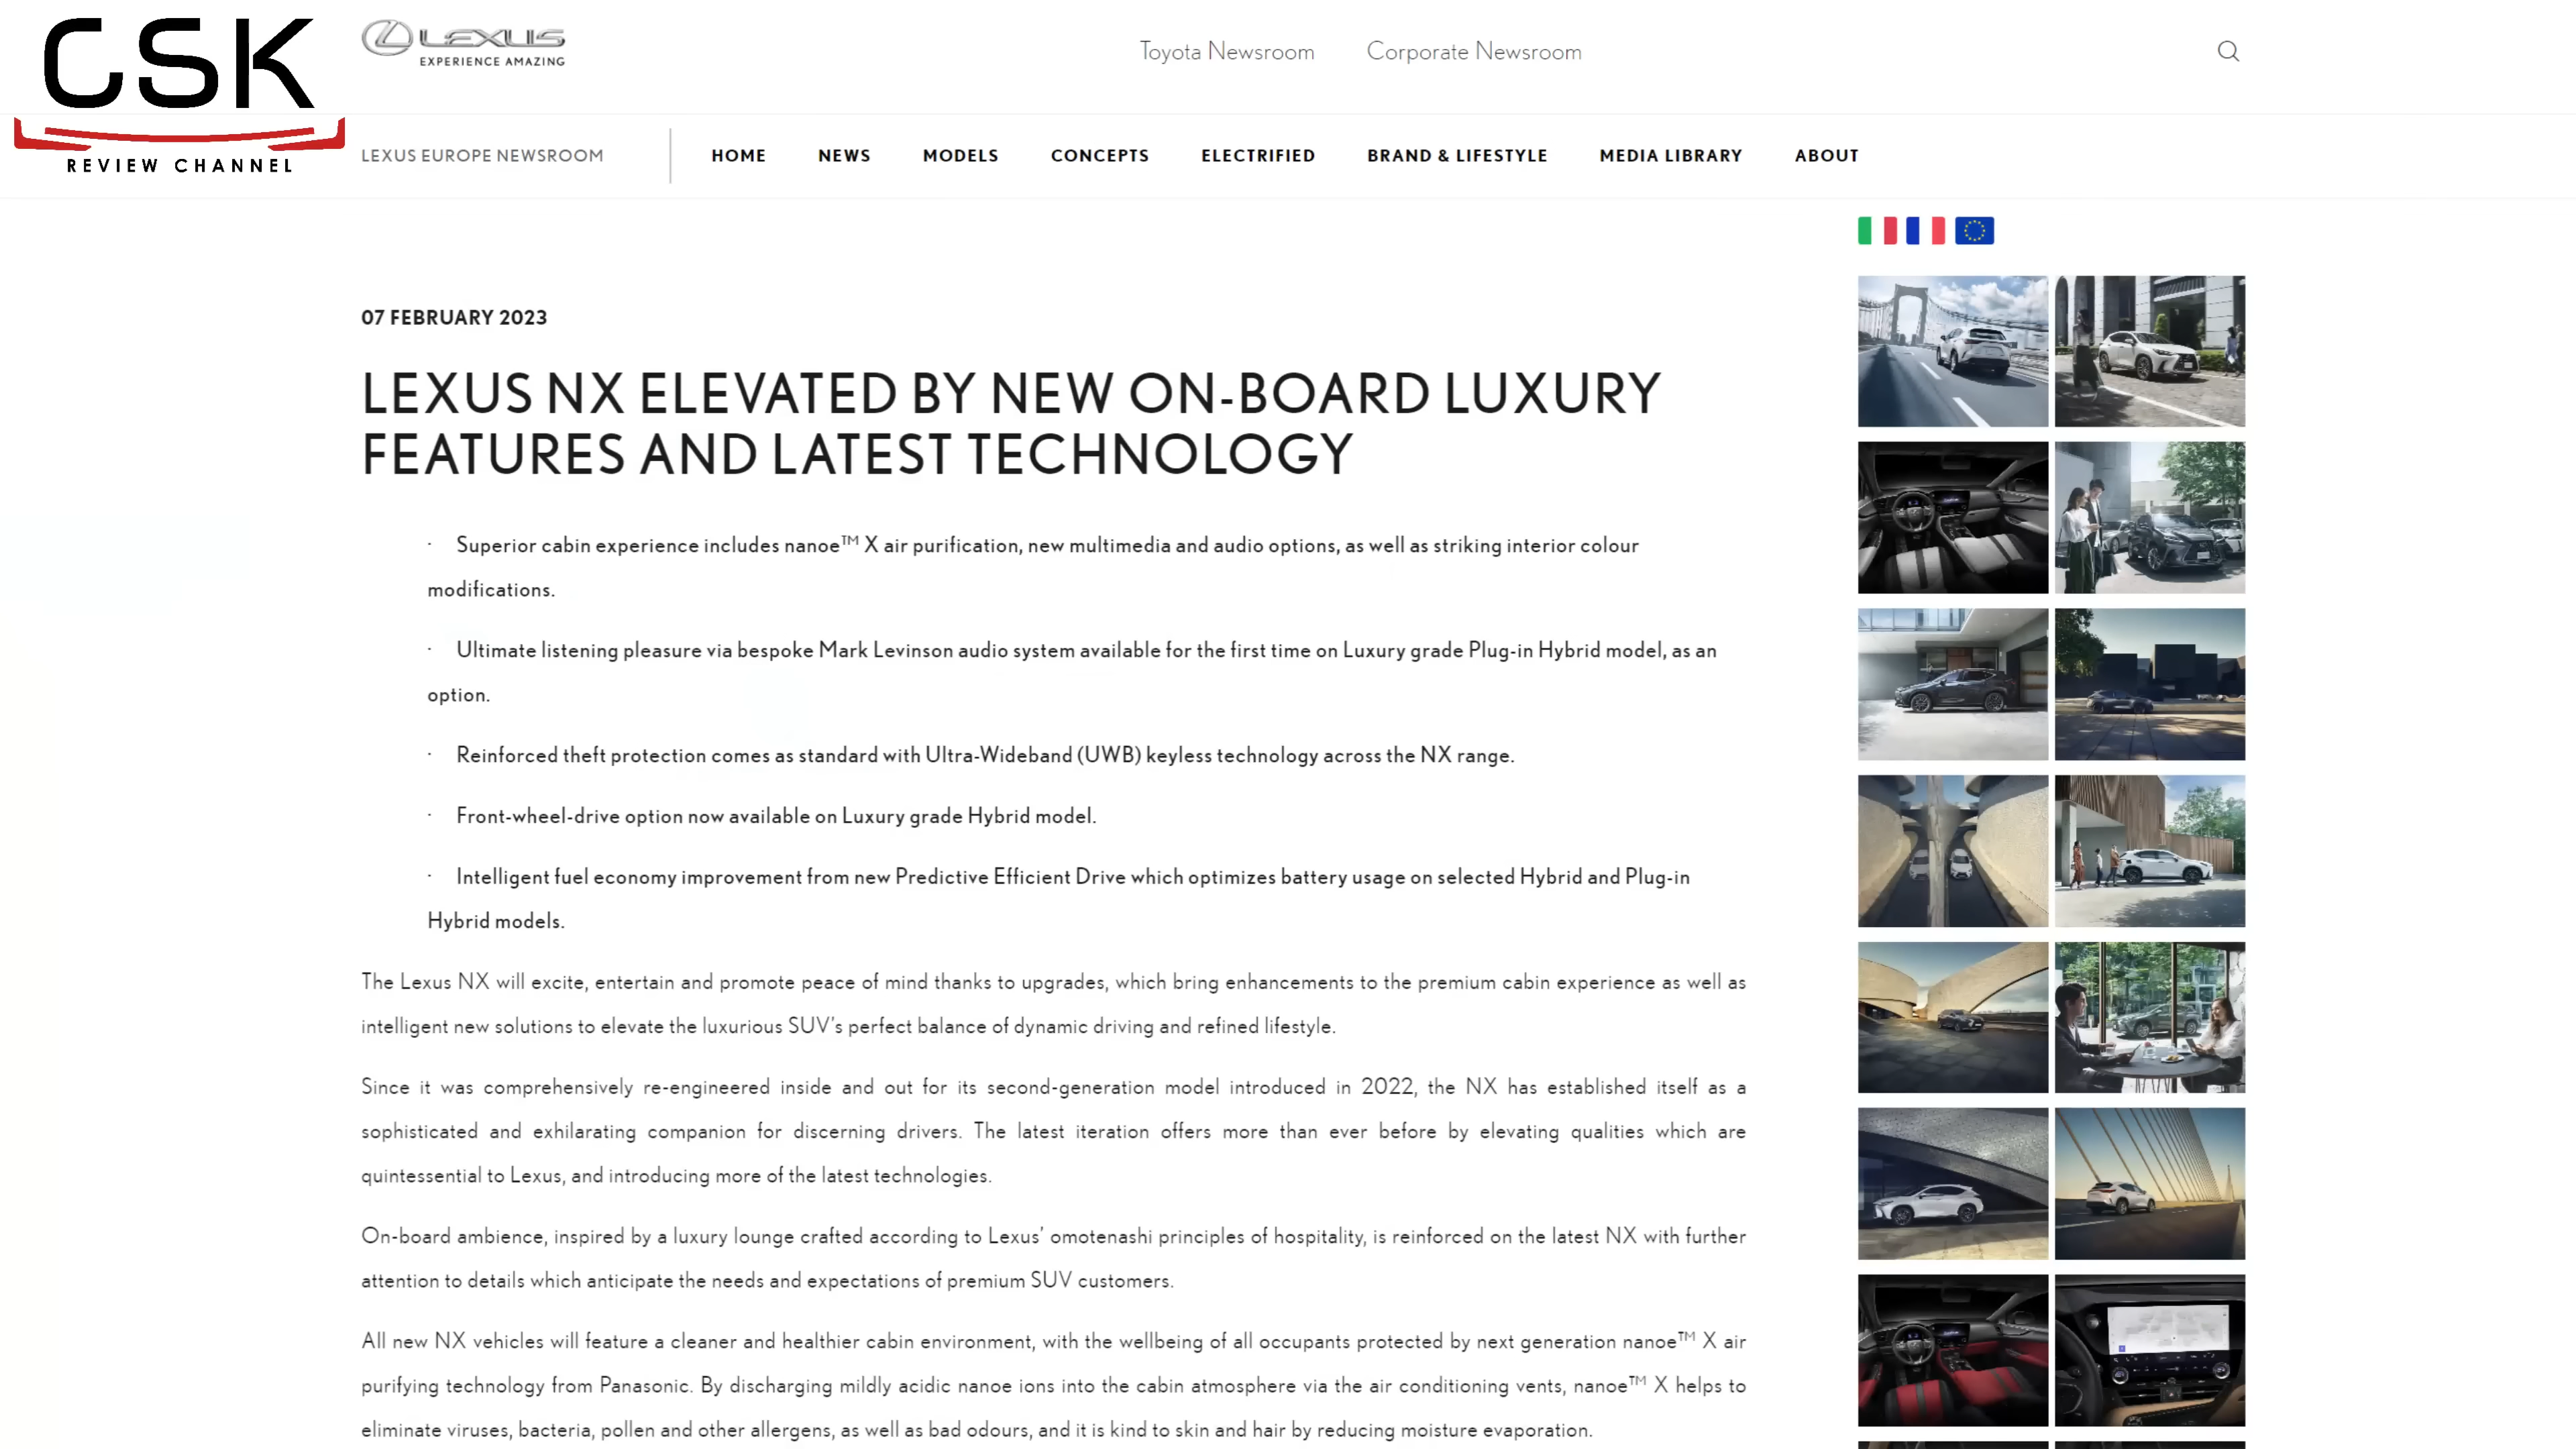 CSK
REVIEW CHANNEL
LEXUS
EXPERIENCE AMAZING
Toyota Newsroom Corporate Newsroom
LEXUS EUROPE NEWSROOM HOME NEWS MODELS CONCEPTS ELECTRIFIED BRAND & LIFESTYLE MEDIA LIBRARY ABOUT
07 FEBRUARY 2023
LEXUS NX ELEVATED BY NEW ON-BOARD LUXURY
FEATURES AND LATEST TECHNOLOGY
· Superior cabin experience includes nanoe™ X air purification, new multimedia and audio options, as well as striking interior colour
modifications.
· Ultimate listening pleasure via bespoke Mark Levinson audio system available for the first time on Luxury grade Plug-in Hybrid model, as an
option.
· Reinforced theft protection comes as standard with Ultra-Wideband (UWB) keyless technology across the NX range.
· Front-wheel-drive option now available on Luxury grade Hybrid model.
· Intelligent fuel economy improvement from new Predictive Efficient Drive which optimizes battery usage on selected Hybrid and Plug-in
Hybrid models.
The Lexus NX will excite, entertain and promote peace of mind thanks to upgrades, which bring enhancements to the premium cabin experience as well as
intelligent new solutions to elevate the luxurious SUV's perfect balance of dynamic driving and refined lifestyle.
Since it was comprehensively re-engineered inside and out for its second-generation model introduced in 2022, the NX has established itself as a
sophisticated and exhilarating companion for discerning drivers. The latest iteration offers more than ever before by elevating qualities which are
quintessential to Lexus, and introducing more of the latest technologies.
On-board ambience, inspired by a luxury lounge crafted according to Lexus' omotenashi principles of hospitality, is reinforced on the latest NX with further
attention to details which anticipate the needs and expectations of premium SUV customers.
All new NX vehicles will feature a cleaner and healthier cabin environment, with the wellbeing of all occupants protected by next generation nanoe™ X air
purifying technology from Panasonic. By discharging mildly acidic nanoe ions into the cabin atmosphere via the air conditioning vents, nanoe™ X helps to
eliminate viruses, bacteria, pollen and other allergens, as well as bad odours, and it is kind to skin and hair by reducing moisture evaporation.